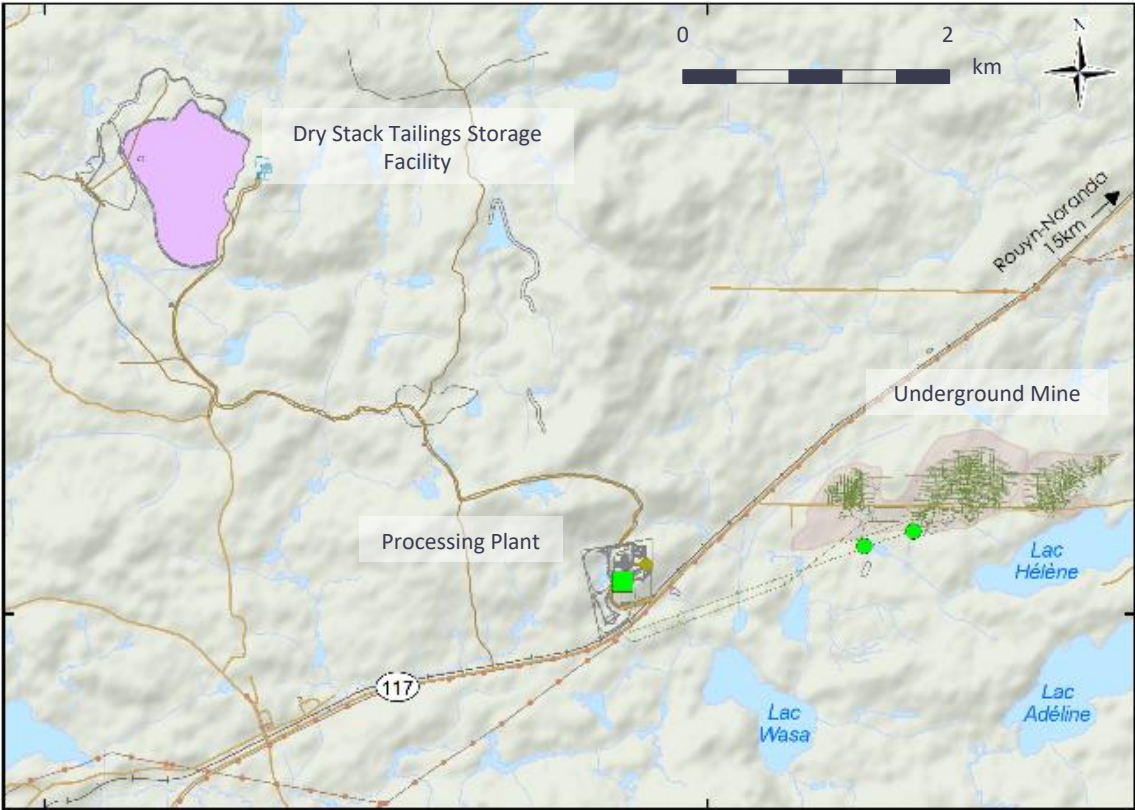 0 2
km
N
Dry Stack Tailings Storage
Facility
Rouyn-Noranda
15km
Underground Mine
Processing Plant
Lac
Hélène
117
Lac
Wasa
Lac
Adéline